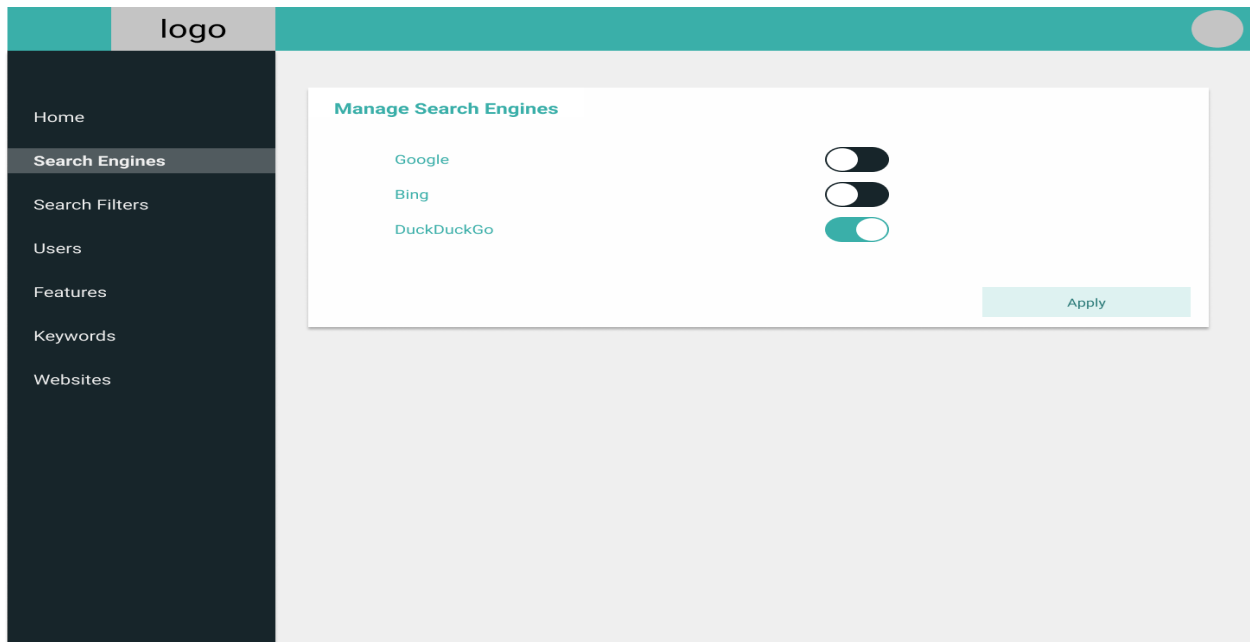 logo
Home
Search Engines
Search Filters
Users
Features
Keywords
Websites
Manage Search Engines
Google
Bing
DuckDuckGo
Apply